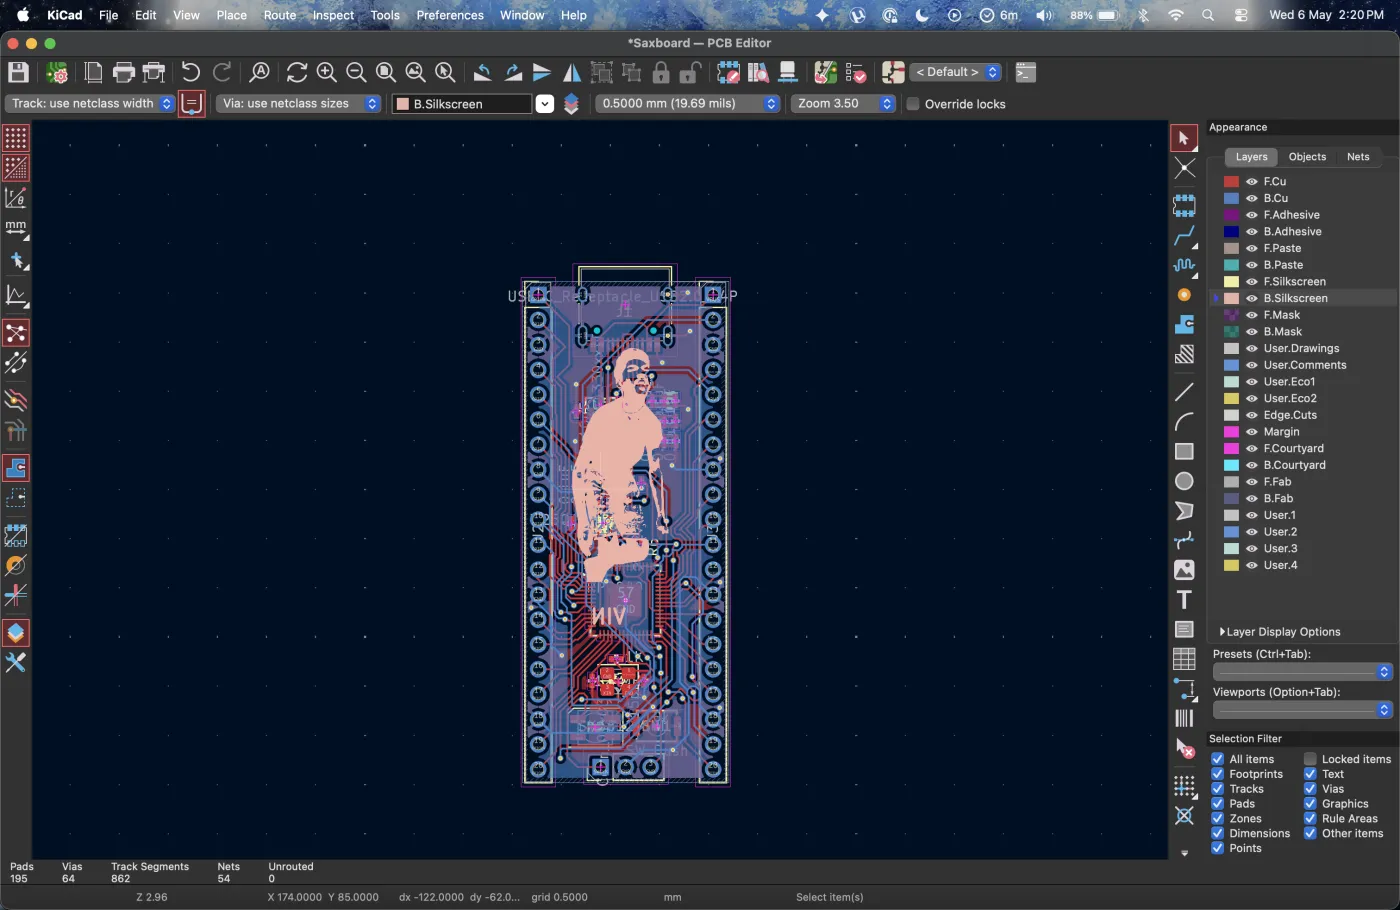 KiCad File Edit View Place Route Inspect Tools Preferences Window Help 6m 88% Wed 6 May 2:20 PM
*Saxboard — PCB Editor
< Default >
Track: use netclass width Via: use netclass sizes B.Silkscreen 0.5000 mm (19.69 mils) Zoom 3.50 Override locks
mm
J1
57
GND
NIV
Appearance
Layers Objects Nets
F.Cu
B.Cu
F.Adhesive
B.Adhesive
F.Paste
B.Paste
F.Silkscreen
B.Silkscreen
F.Mask
B.Mask
User.Drawings
User.Comments
User.Eco1
User.Eco2
Edge.Cuts
Margin
F.Courtyard
B.Courtyard
F.Fab
B.Fab
User.1
User.2
User.3
User.4
Layer Display Options
Presets (Ctrl+Tab):
Viewports (Option+Tab):
Selection Filter
All items Locked items
Footprints Text
Tracks Vias
Pads Graphics
Zones Rule Areas
Dimensions Other items
Points
Pads Vias Track Segments Nets Unrouted
195 64 862 54 0
Z 2.96 X 174.0000 Y 85.0000 dx -122.0000 dy -62.0... grid 0.5000 mm Select item(s)